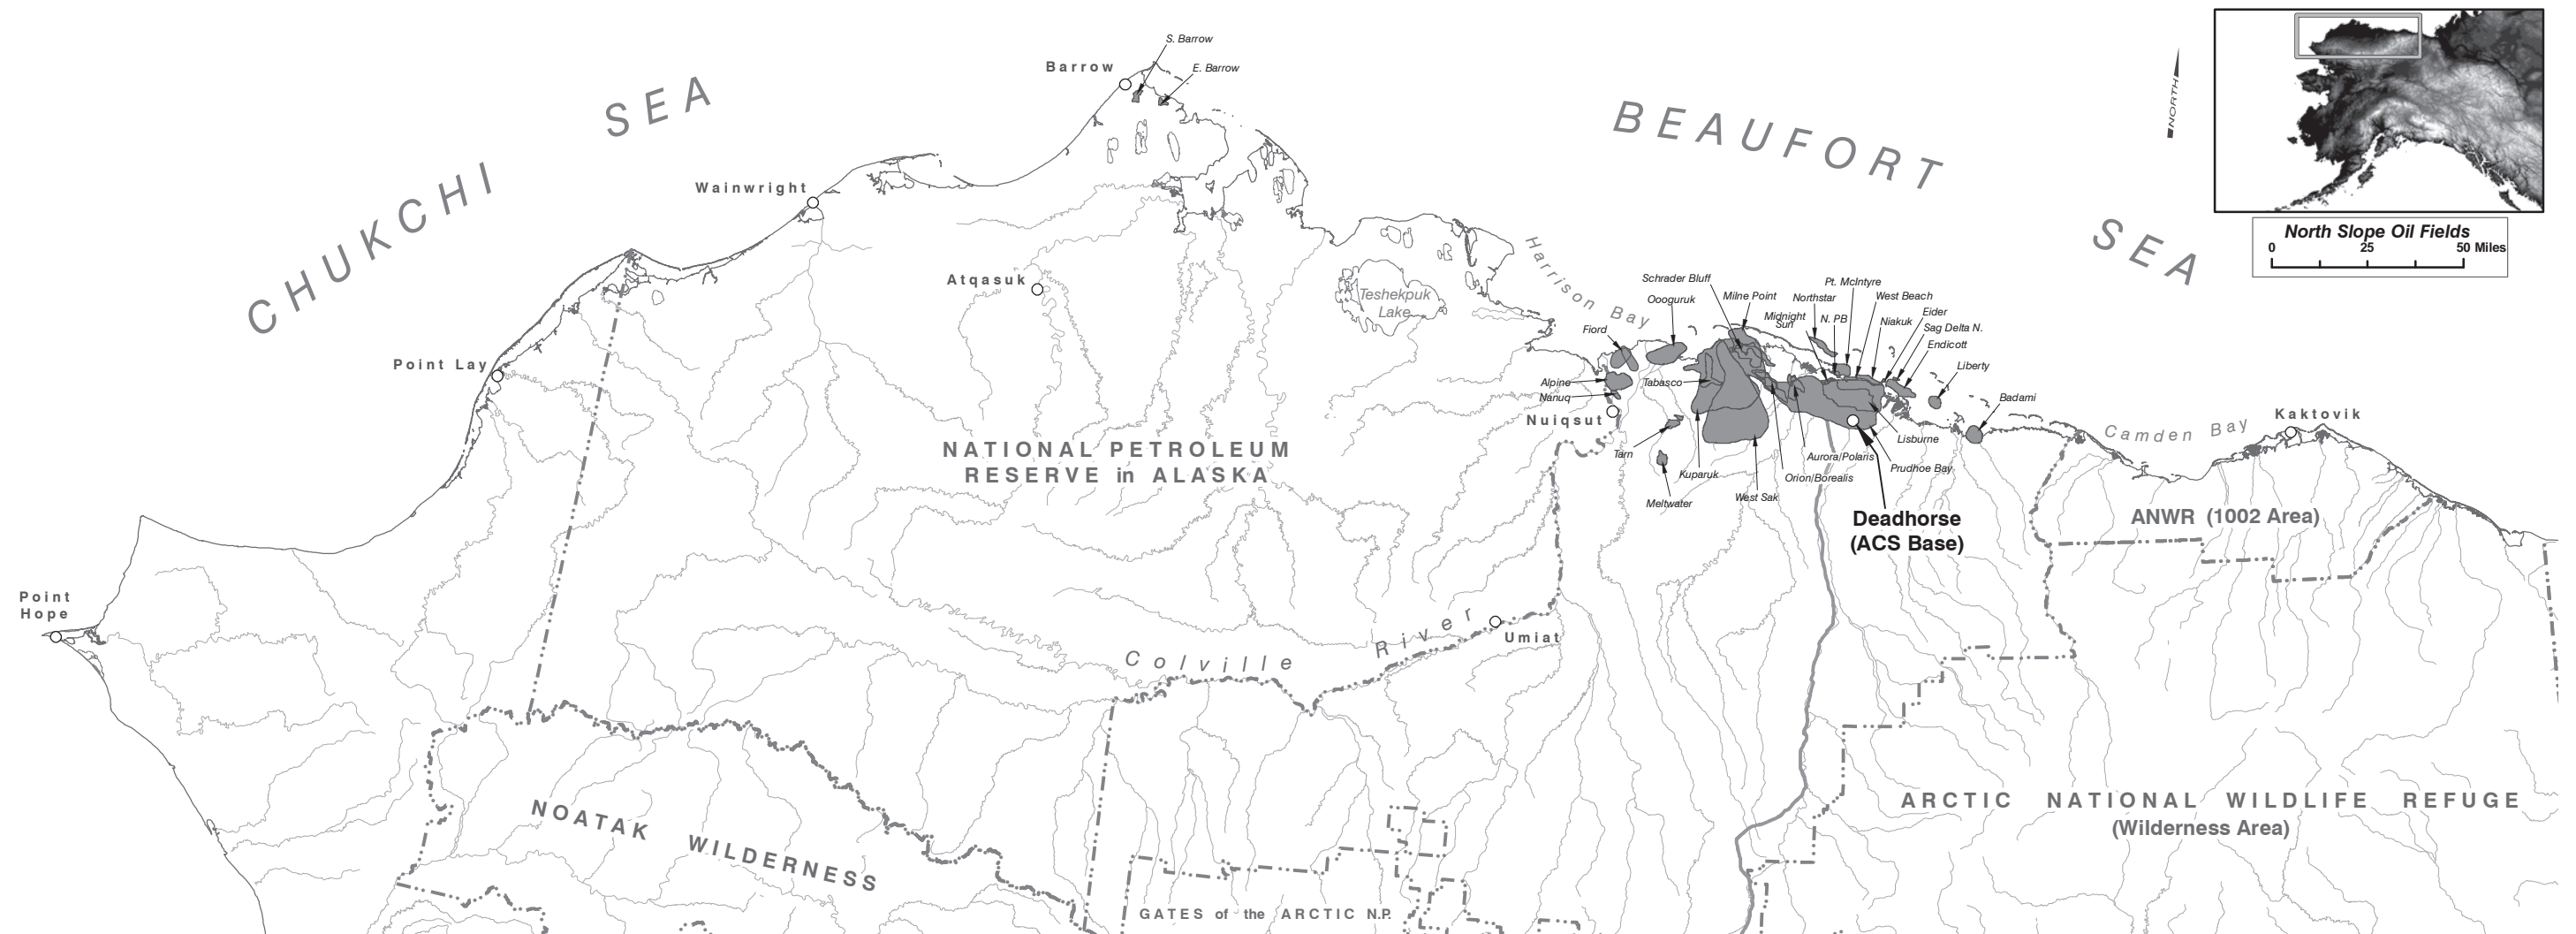 S. Barrow
Barrow
E. Barrow
CHUKCHI SEA
BEAUFORT SEA
NORTH
North Slope Oil Fields
0 25 50 Miles
Wainwright
Atqasuk
Point Lay
Point
Hope
Teshekpuk
Lake
Harrison Bay
Schrader Bluff
Oooguruk
Milne Point
Fiord
Northstar
Midnight
Sun
Pt. McIntyre
N. PB
West Beach
Niakuk
Eider
Sag Delta N.
Endicott
Liberty
Badami
Alpine
Nanuq
Nuiqsut
Tabasco
Tarn
Meltwater
Kuparuk
West Sak
Orion/Borealis
Aurora/Polaris
Lisburne
Prudhoe Bay
Deadhorse
(ACS Base)
Camden Bay
Kaktovik
NATIONAL PETROLEUM
RESERVE in ALASKA
ANWR (1002 Area)
Colville River
Umiat
NOATAK WILDERNESS
GATES of the ARCTIC N.P.
ARCTIC NATIONAL WILDLIFE REFUGE
(Wilderness Area)